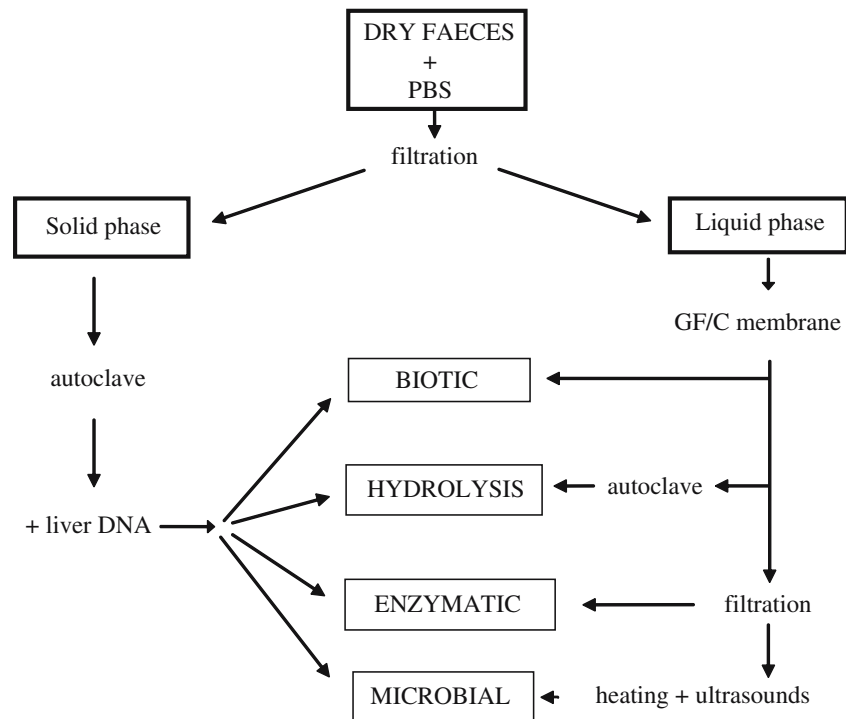 DRY FAECES
+
PBS
filtration
Solid phase
Liquid phase
GF/C membrane
autoclave
BIOTIC
HYDROLYSIS
autoclave
+ liver DNA
ENZYMATIC
filtration
MICROBIAL
heating + ultrasounds